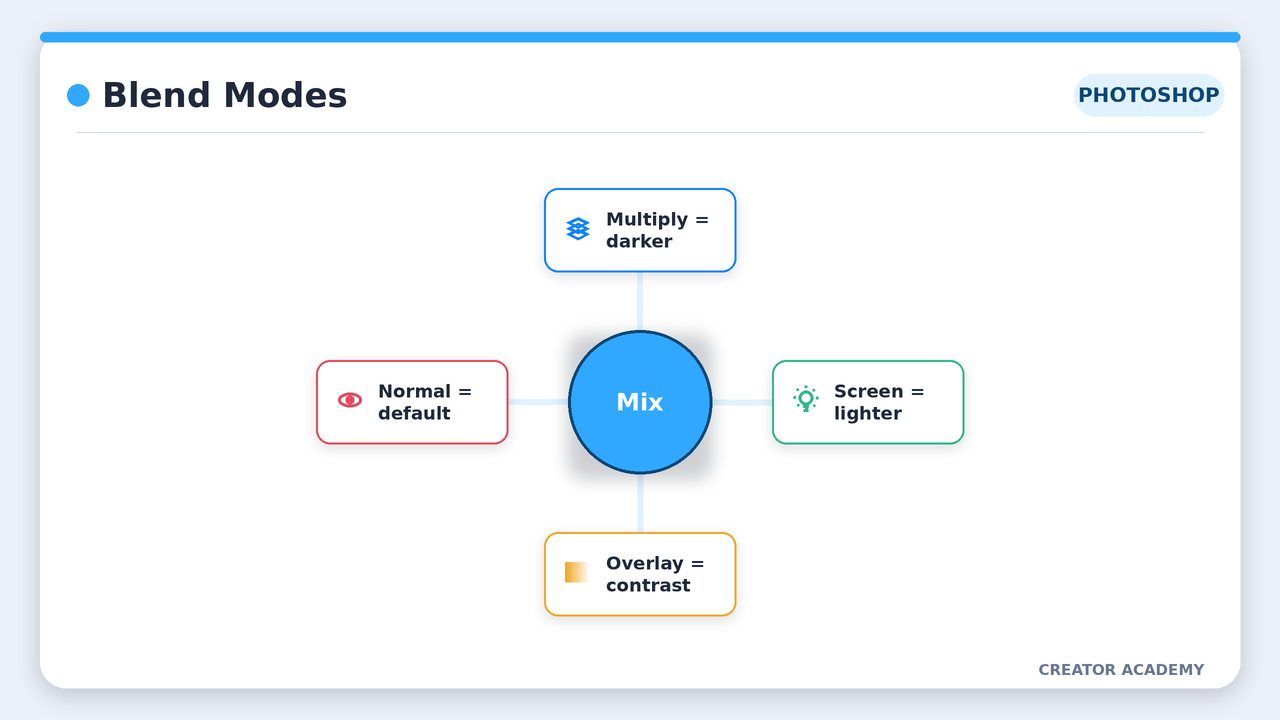 Blend Modes
PHOTOSHOP
Multiply =
darker
Normal =
default
Mix
Screen =
lighter
Overlay =
contrast
CREATOR ACADEMY